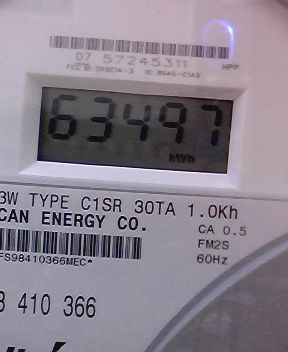 07 57245311
63497
kWh
3W TYPE C1SR 30TA 1.0Kh
CAN ENERGY CO.
CA 0.5
FM2S
FS98410366MEC*
60Hz
8 410 366